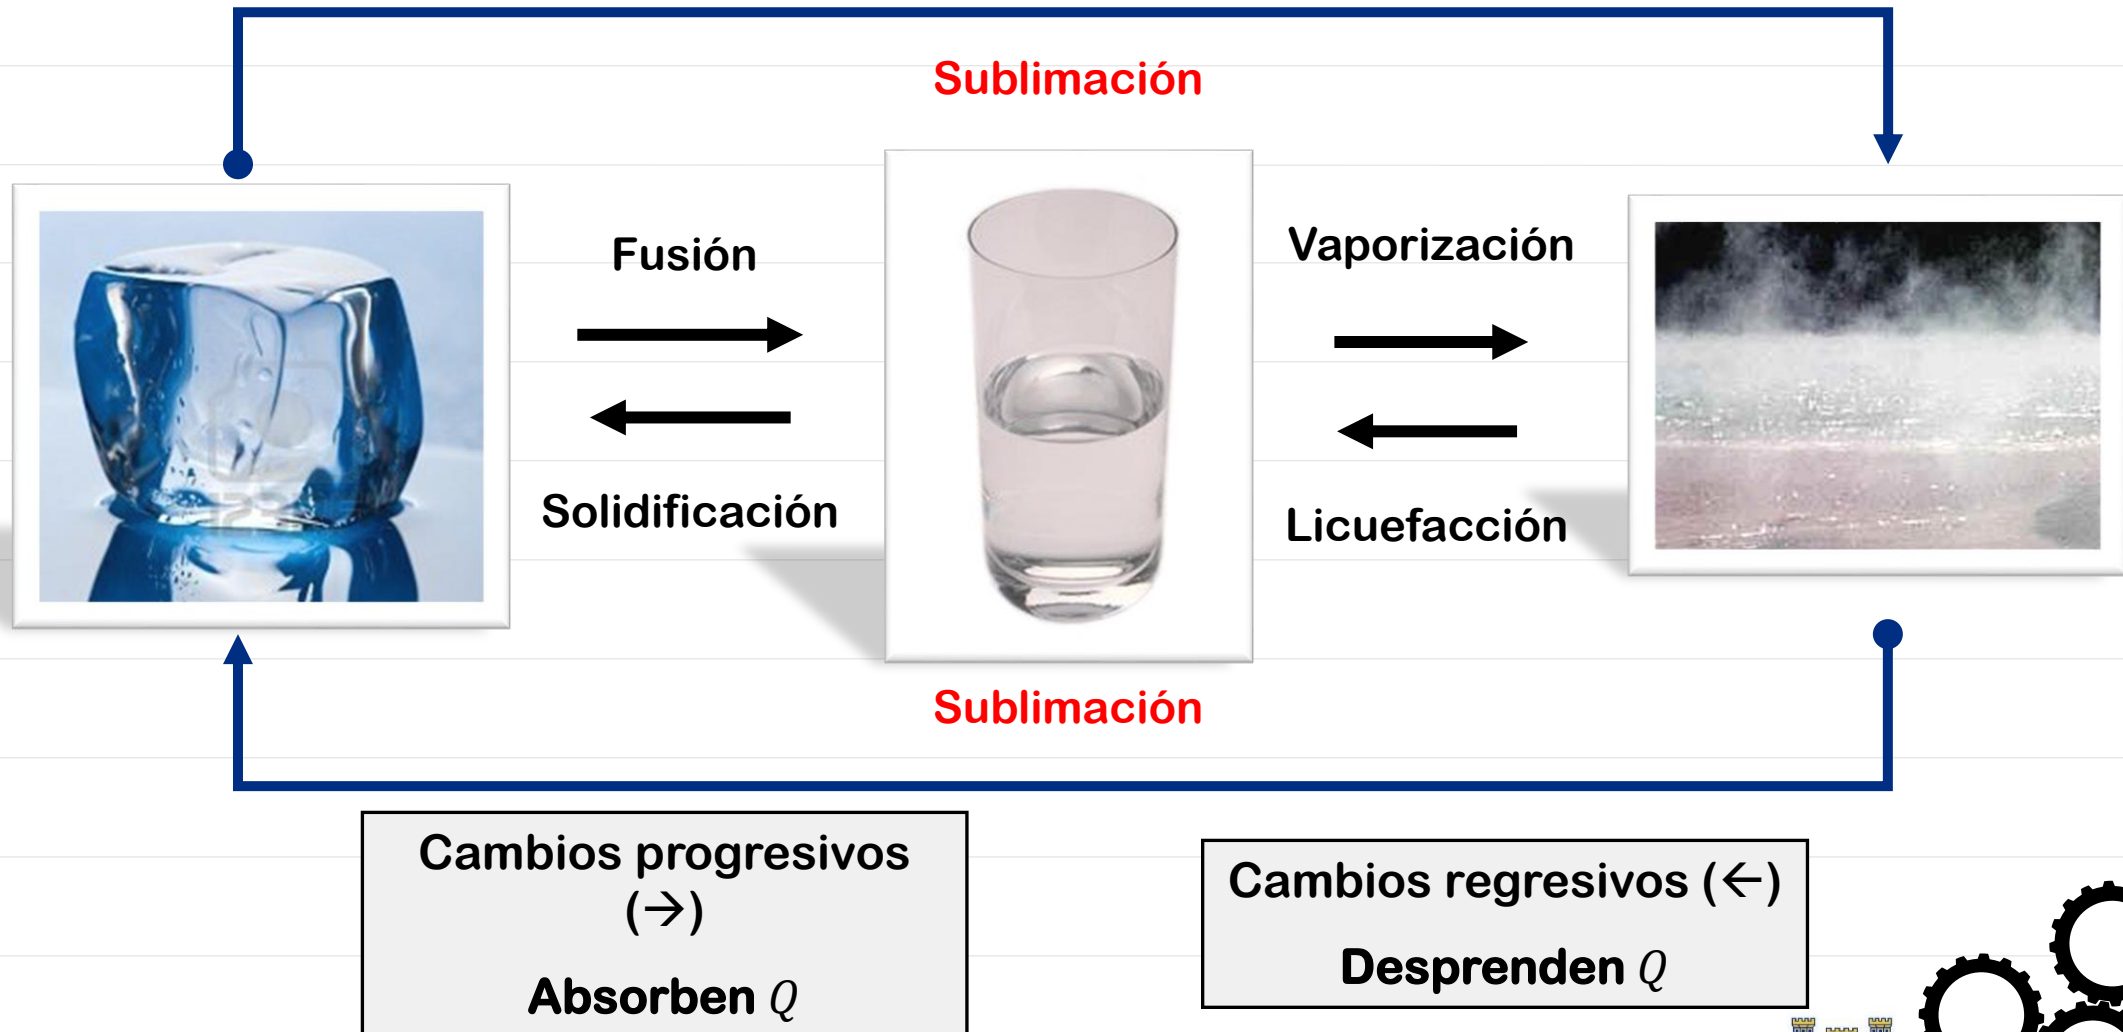 Sublimación
Fusión
Vaporización
Solidificación
Licuefacción
Sublimación
Cambios progresivos
(→)
Absorben Q
Cambios regresivos (←)
Desprenden Q